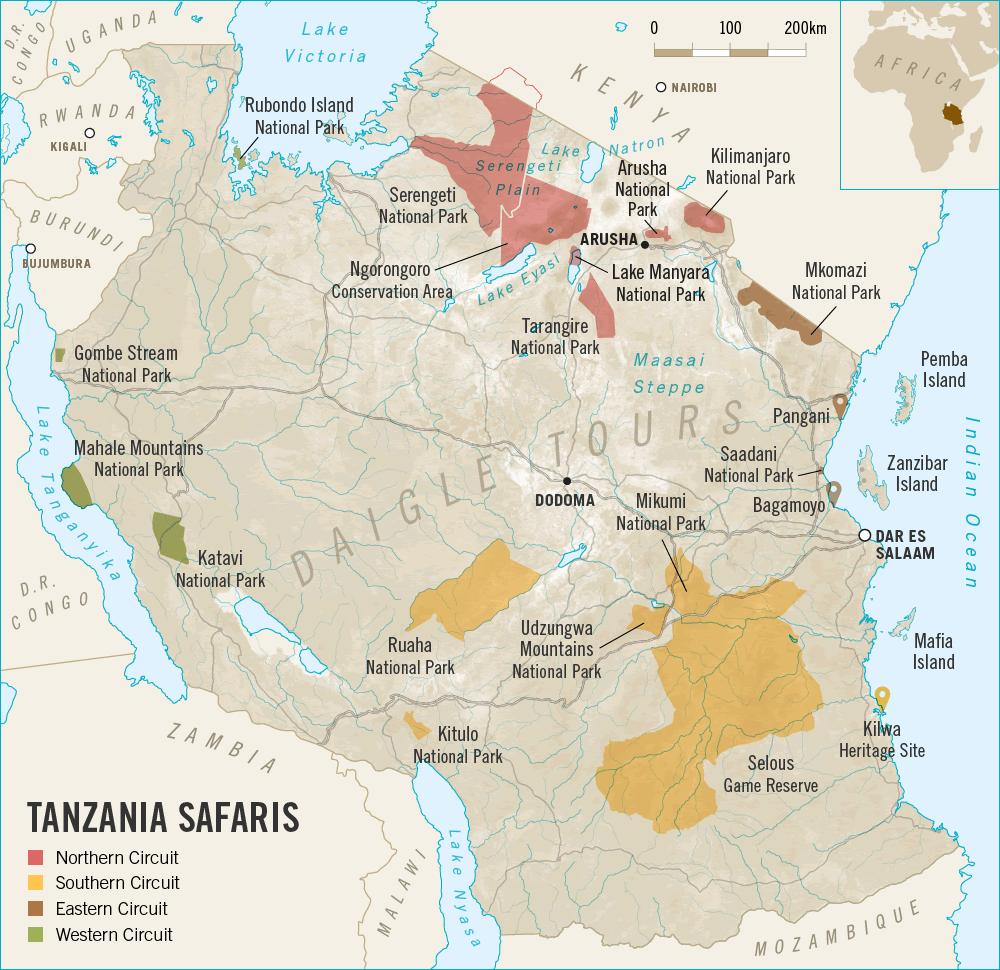 Lake
Victoria
0 100 200km
UGANDA
D.R.
CONGO
KENYA
NAIROBI
AFRICA
RWANDA
KIGALI
Rubondo Island
National Park
Lake Natron
Serengeti
Plain
Arusha
National
Park
Kilimanjaro
National Park
Serengeti
National Park
BURUNDI
BUJUMBURA
ARUSHA
Ngorongoro
Conservation Area
Lake Eyasi
Lake Manyara
National Park
Mkomazi
National Park
Tarangire
National Park
Gombe Stream
National Park
Maasai
Steppe
Pemba
Island
Pangani
DAIGLE TOURS
Lake Tanganyika
Mahale Mountains
National Park
Saadani
National Park
Zanzibar
Island
Indian Ocean
DODOMA
Mikumi
National Park
Bagamoyo
DAR ES
SALAAM
Katavi
National Park
D.R.
CONGO
Ruaha
National Park
Udzungwa
Mountains
National Park
Mafia
Island
Kilwa
Heritage Site
ZAMBIA
Kitulo
National Park
Selous
Game Reserve
TANZANIA SAFARIS
Northern Circuit
Southern Circuit
Eastern Circuit
Western Circuit
MALAWI
Lake Nyasa
MOZAMBIQUE